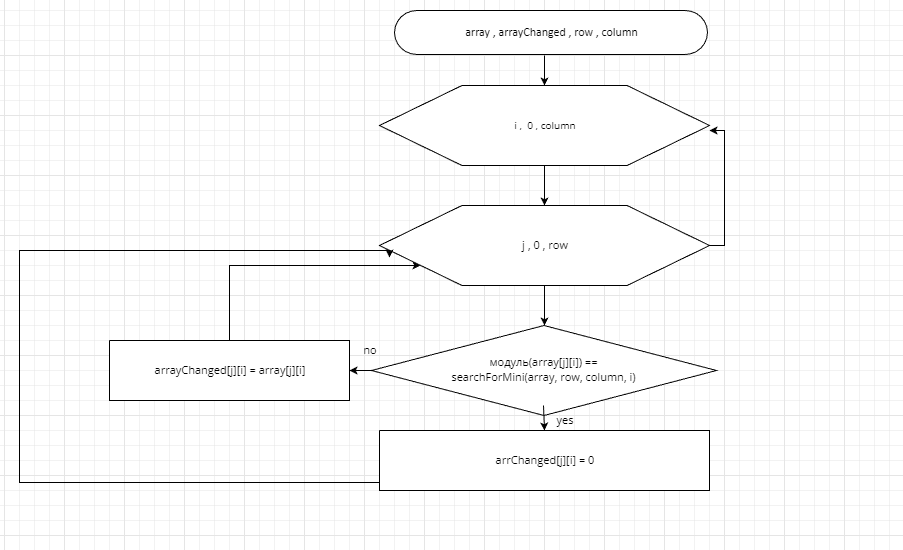 array , arrayChanged , row , column
i , 0 , column
j , 0 , row
модуль(array[j][i]) ==
searchForMini(array, row, column, i)
no
arrayChanged[j][i] = array[j][i]
yes
arrChanged[j][i] = 0